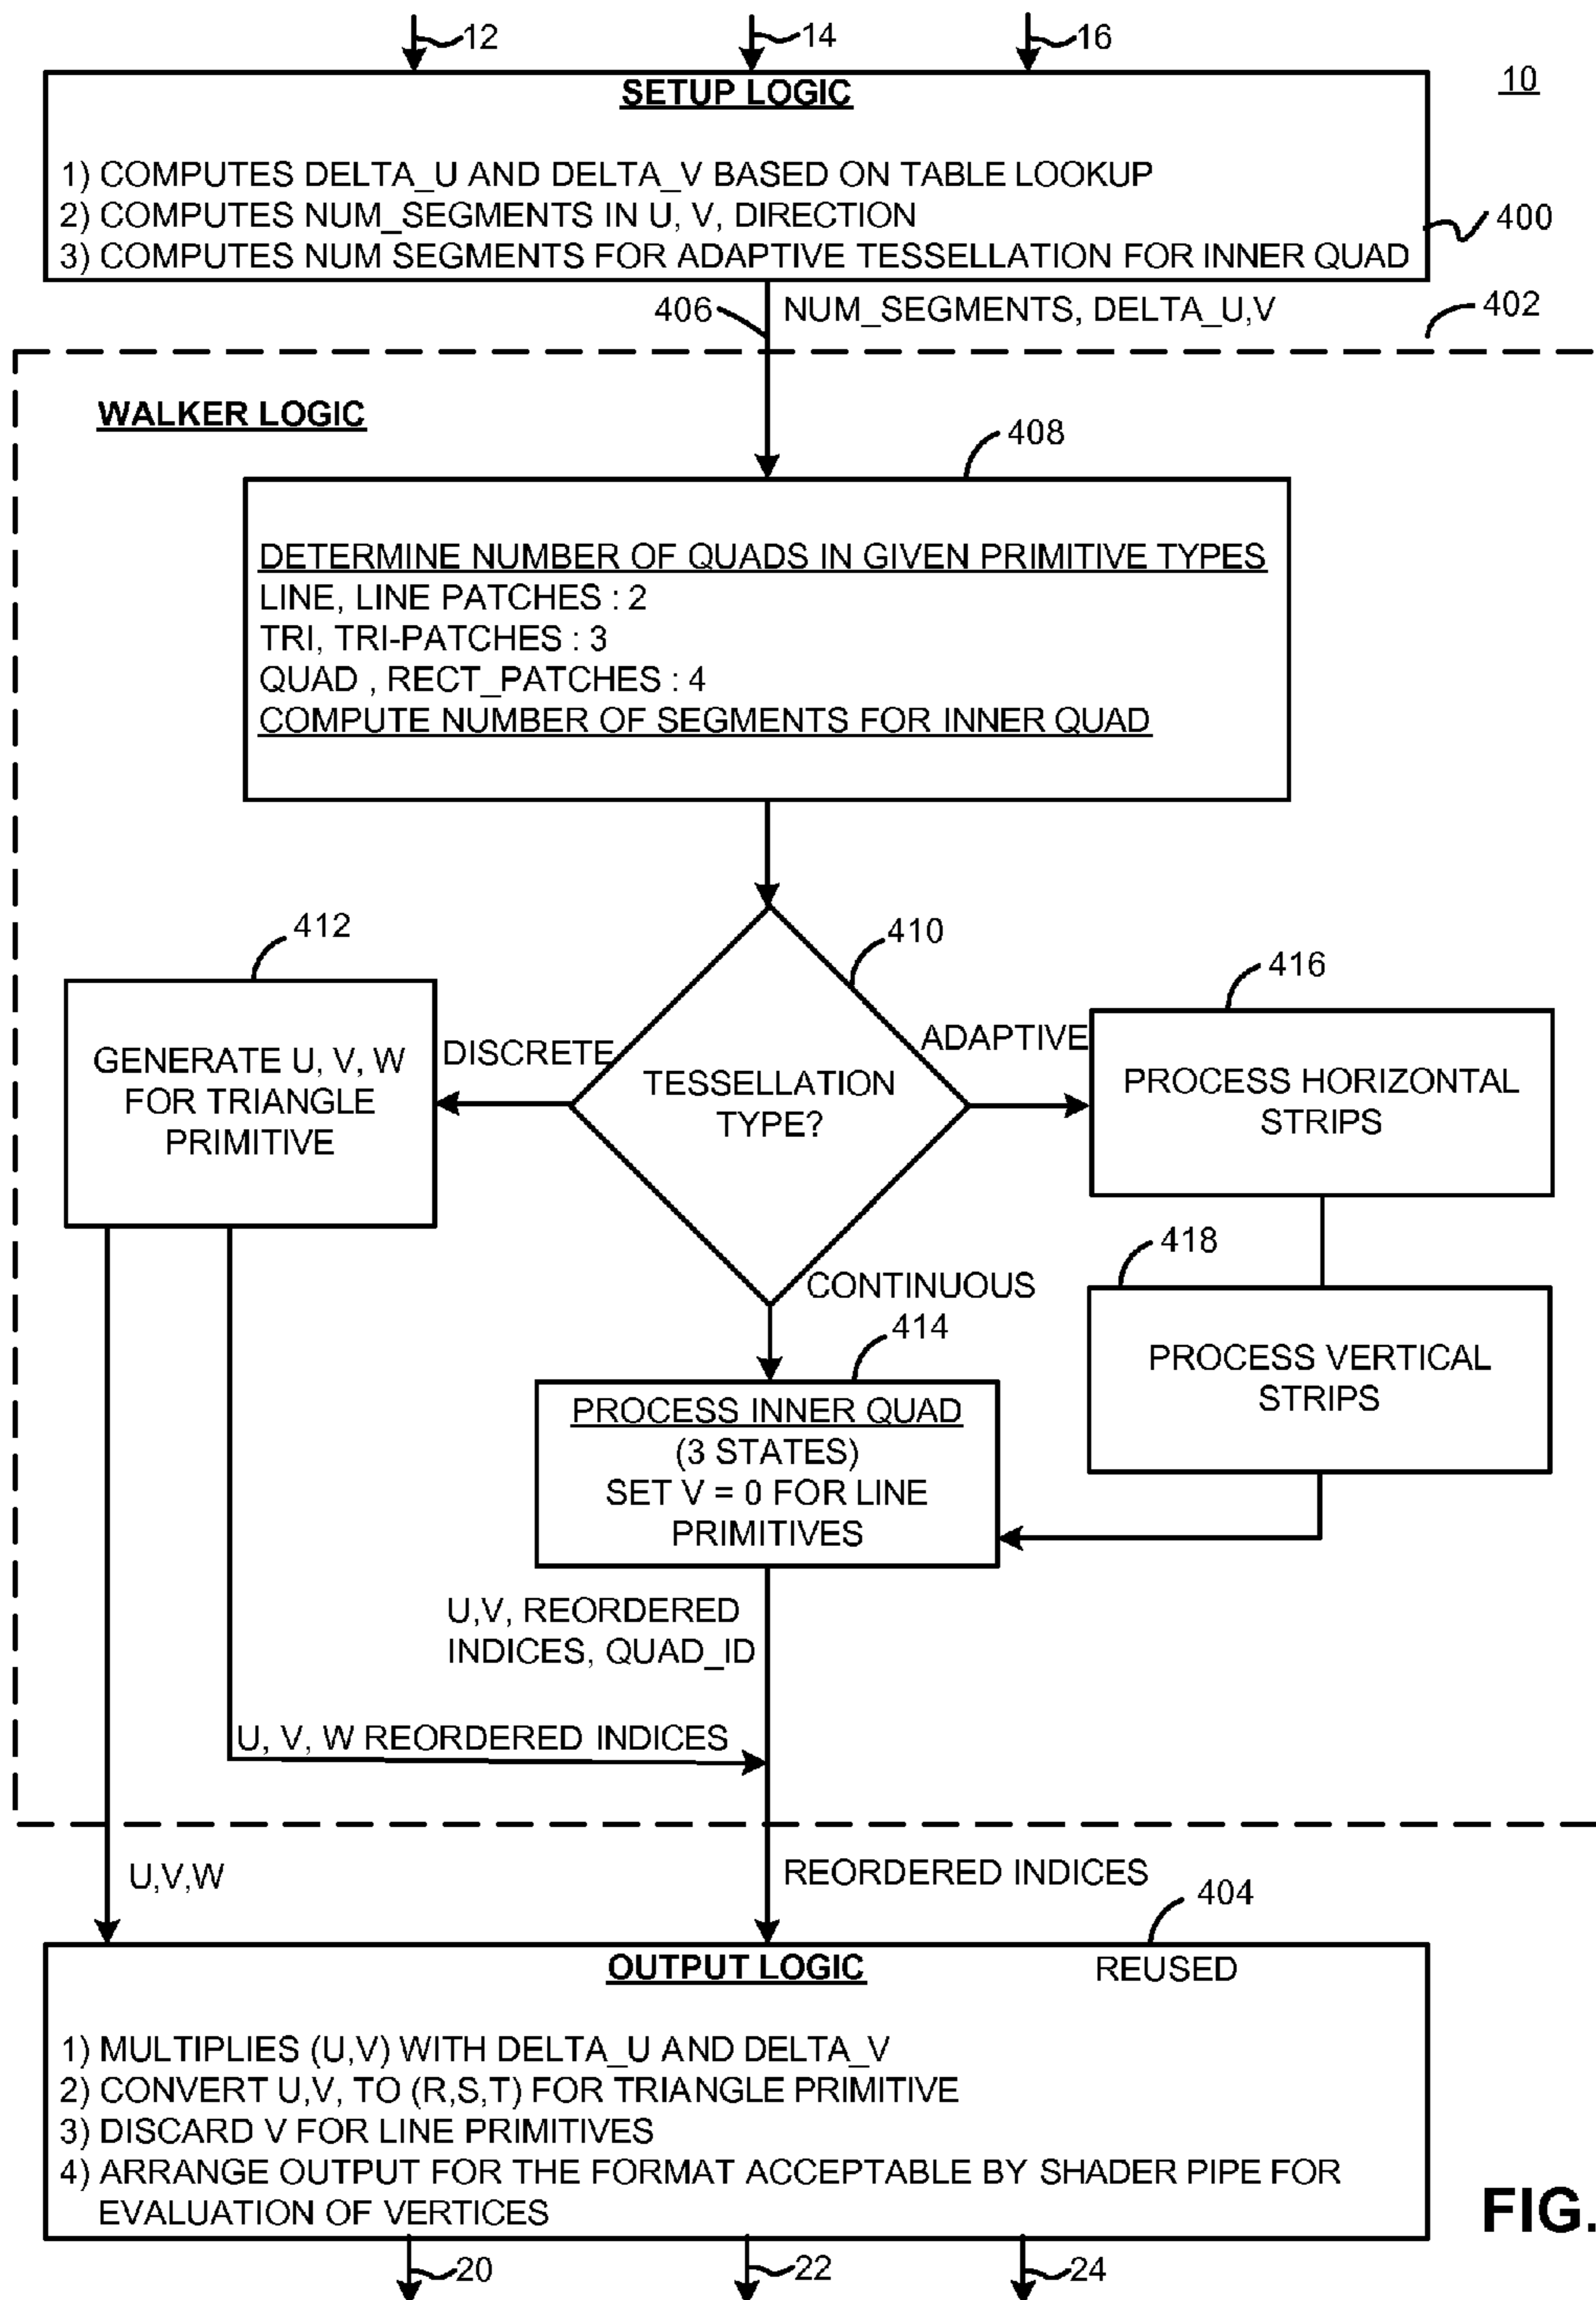 12
14
16
10
SETUP LOGIC
1) COMPUTES DELTA_U AND DELTA_V BASED ON TABLE LOOKUP
2) COMPUTES NUM_SEGMENTS IN U, V, DIRECTION
3) COMPUTES NUM SEGMENTS FOR ADAPTIVE TESSELLATION FOR INNER QUAD
400
406
NUM_SEGMENTS, DELTA_U,V
402
WALKER LOGIC
408
DETERMINE NUMBER OF QUADS IN GIVEN PRIMITIVE TYPES
LINE, LINE PATCHES : 2
TRI, TRI-PATCHES : 3
QUAD , RECT_PATCHES : 4
COMPUTE NUMBER OF SEGMENTS FOR INNER QUAD
412
410
416
GENERATE U, V, W
FOR TRIANGLE
PRIMITIVE
DISCRETE
TESSELLATION
TYPE?
ADAPTIVE
PROCESS HORIZONTAL
STRIPS
418
CONTINUOUS
414
PROCESS VERTICAL
STRIPS
PROCESS INNER QUAD
(3 STATES)
SET V = 0 FOR LINE
PRIMITIVES
U,V, REORDERED
INDICES, QUAD_ID
U, V, W REORDERED INDICES
U,V,W
REORDERED INDICES
404
OUTPUT LOGIC
REUSED
1) MULTIPLIES (U,V) WITH DELTA_U AND DELTA_V
2) CONVERT U,V, TO (R,S,T) FOR TRIANGLE PRIMITIVE
3) DISCARD V FOR LINE PRIMITIVES
4) ARRANGE OUTPUT FOR THE FORMAT ACCEPTABLE BY SHADER PIPE FOR
EVALUATION OF VERTICES
FIG.
20
22
24